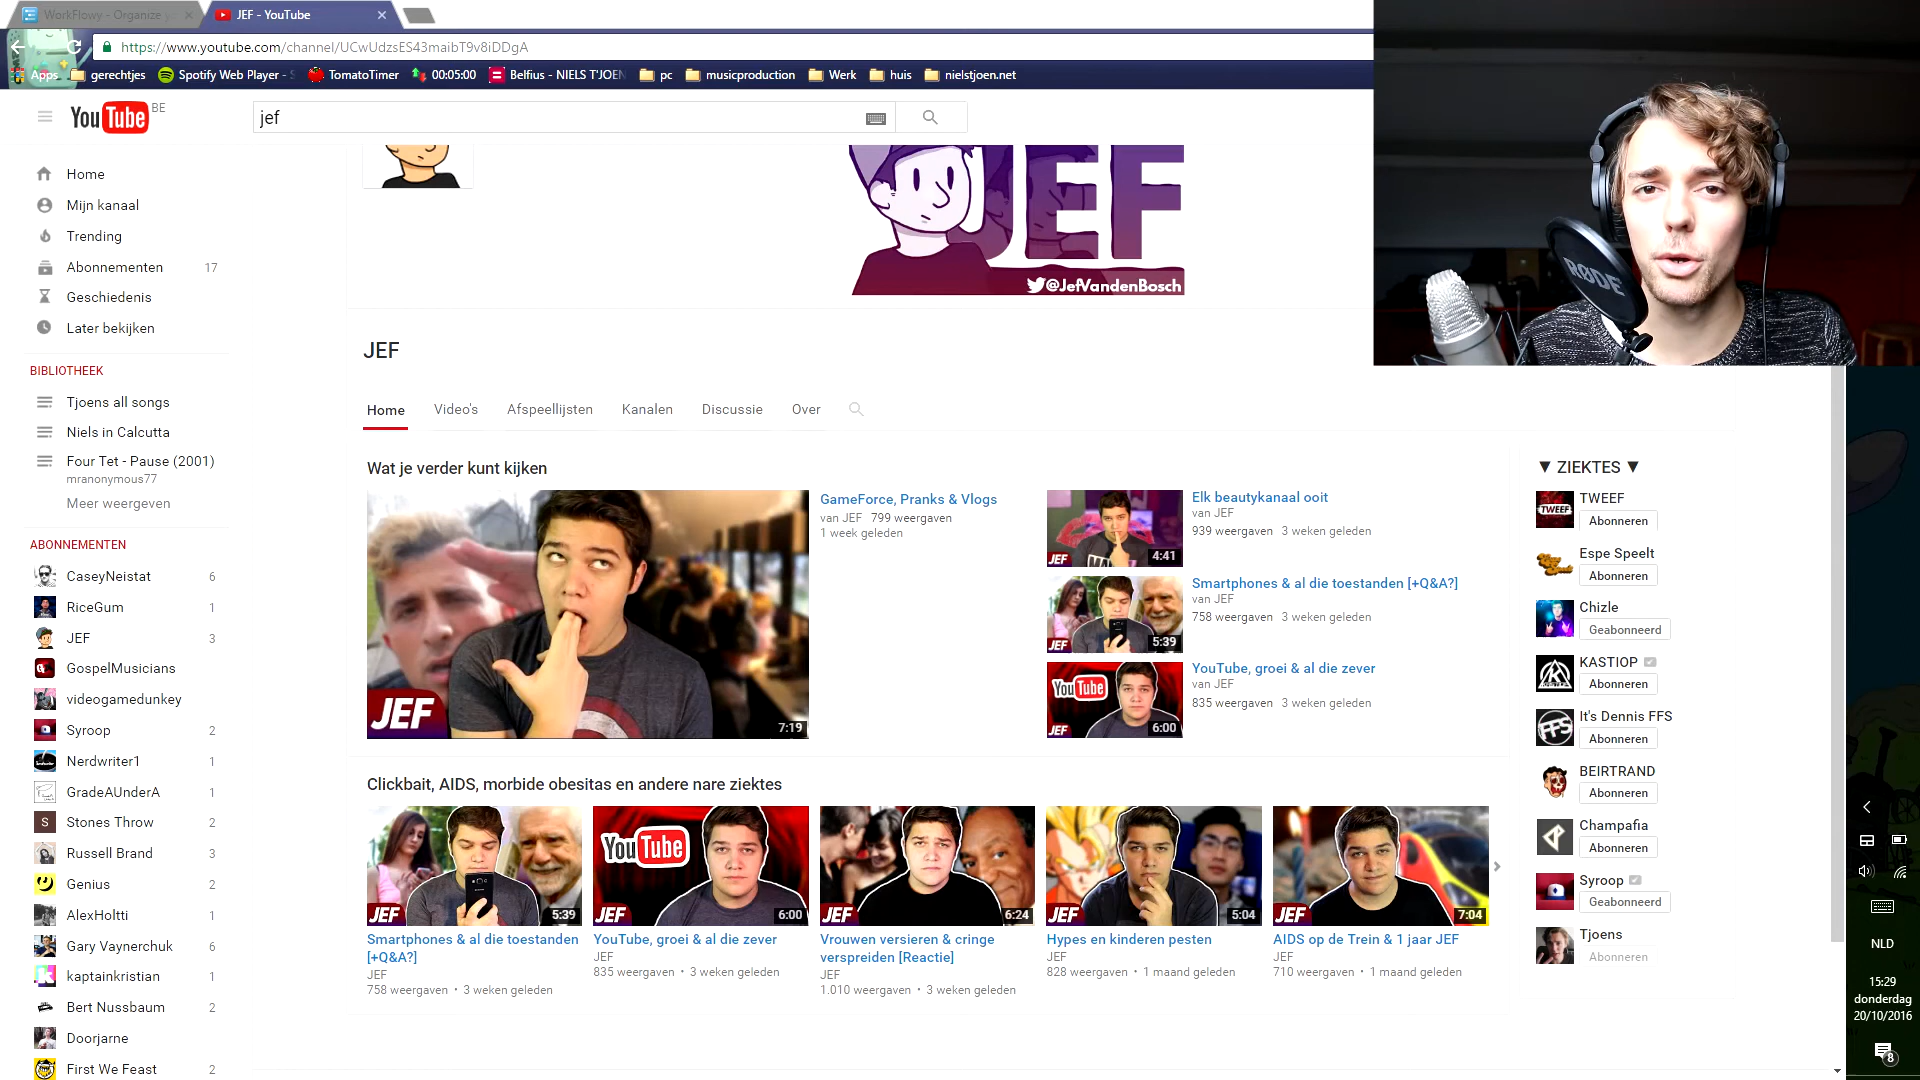 WorkFlowy - Organize
JEF - YouTube
https://www.youtube.com/channel/UCwUdzsES43maibT9v8iDDgA
Apps
gerechtjes
Spotify Web Player - S
TomatoTimer
00:05:00
Belfius - NIELS T'JOEN
pc
musicproduction
Werk
huis
nielstjoen.net
YouTube BE
jef
Home
Mijn kanaal
Trending
Abonnementen 17
Geschiedenis
Later bekijken
BIBLIOTHEEK
Tjoens all songs
Niels in Calcutta
Four Tet - Pause (2001)
mranonymous77
Meer weergeven
ABONNEMENTEN
CaseyNeistat 6
RiceGum 1
JEF 3
GospelMusicians
videogamedunkey
Syroop 2
Nerdwriter1 1
GradeAUnderA 1
S Stones Throw 2
Russell Brand 3
Genius 2
AlexHoltti 1
Gary Vaynerchuk 6
kaptainkristian 1
Bert Nussbaum 2
Doorjarne
First We Feast 2
JEF
@JefVandenBosch
RØDE
JEF
Home
Video's
Afspeellijsten
Kanalen
Discussie
Over
Wat je verder kunt kijken
JEF
7:19
GameForce, Pranks & Vlogs
van JEF 799 weergaven
1 week geleden
JEF
4:41
Elk beautykanaal ooit
van JEF
939 weergaven 3 weken geleden
JEF
5:39
Smartphones & al die toestanden [+Q&A?]
van JEF
758 weergaven 3 weken geleden
YouTube
JEF
6:00
YouTube, groei & al die zever
van JEF
835 weergaven 3 weken geleden
Clickbait, AIDS, morbide obesitas en andere nare ziektes
JEF
5:39
Smartphones & al die toestanden
[+Q&A?]
JEF
758 weergaven • 3 weken geleden
YouTube
JEF
6:00
YouTube, groei & al die zever
JEF
835 weergaven • 3 weken geleden
JEF
6:24
Vrouwen versieren & cringe
verspreiden [Reactie]
JEF
1.010 weergaven • 3 weken geleden
JEF
5:04
Hypes en kinderen pesten
JEF
828 weergaven • 1 maand geleden
JEF
7:04
AIDS op de Trein & 1 jaar JEF
JEF
710 weergaven • 1 maand geleden
▼ ZIEKTES ▼
TWEEF
TWEEF
Abonneren
Espe Speelt
Abonneren
Chizle
Geabonneerd
KASTIOP
Abonneren
FFS
It's Dennis FFS
Abonneren
BEIRTRAND
Abonneren
Champafia
Abonneren
Syroop
Geabonneerd
Tjoens
Abonneren
NLD
15:29
donderdag
20/10/2016
8